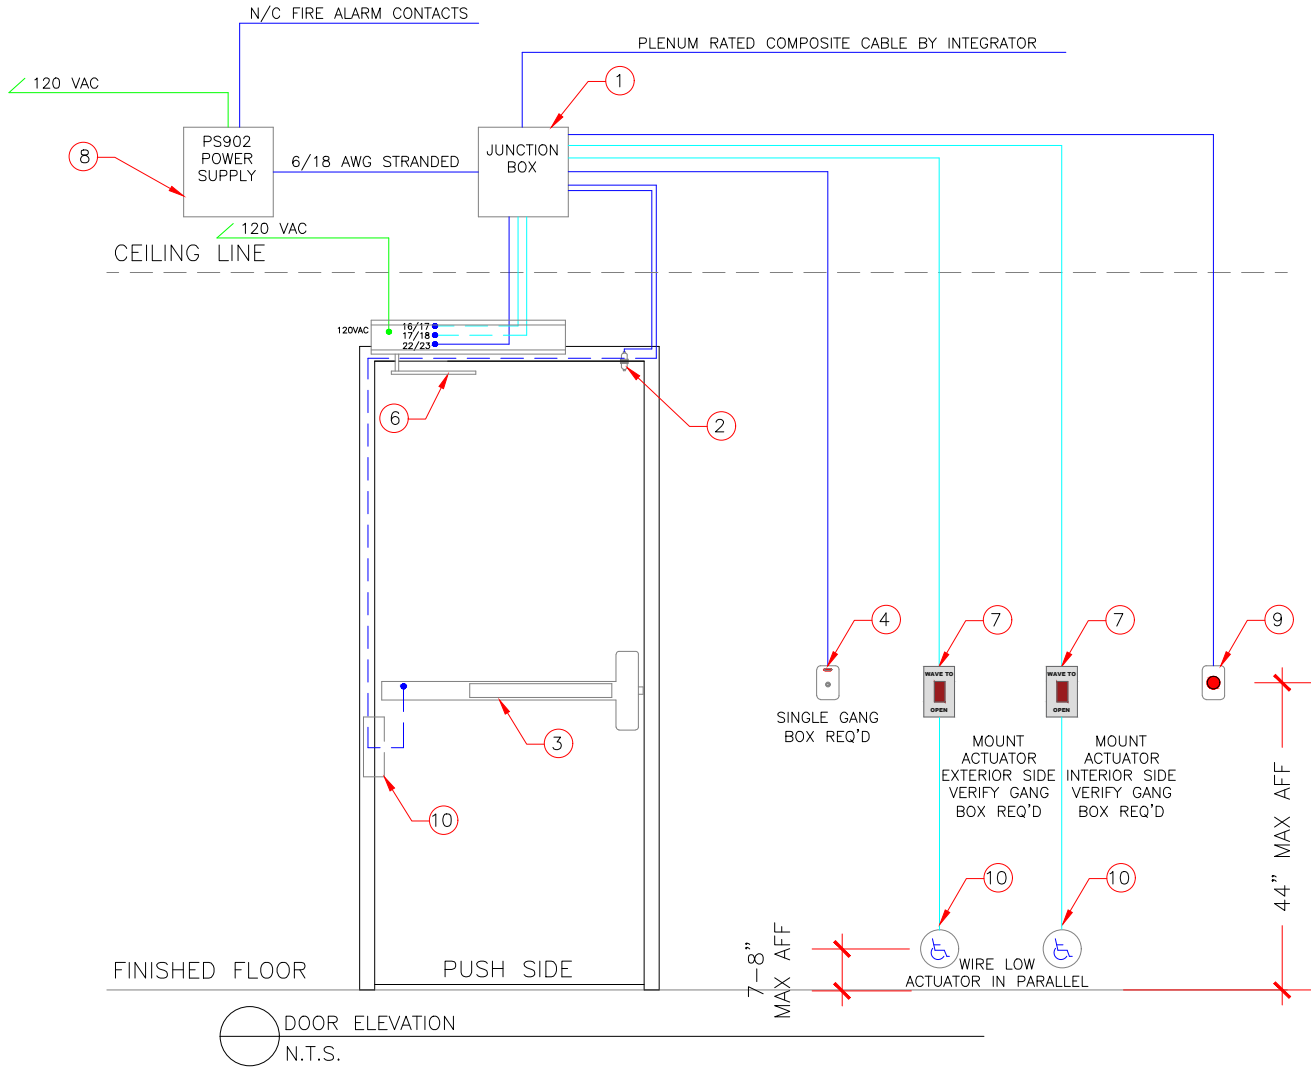 N/C FIRE ALARM CONTACTS
PLENUM RATED COMPOSITE CABLE BY INTEGRATOR
120 VAC
1
PS902
POWER
SUPPLY
8
6/18 AWG STRANDED
JUNCTION
BOX
120 VAC
CEILING LINE
120VAC
16/17
17/18
22/23
6
2
4
7
7
9
WAVE TO
OPEN
WAVE TO
OPEN
SINGLE GANG
BOX REQ'D
3
MOUNT
ACTUATOR
EXTERIOR SIDE
VERIFY GANG
BOX REQ'D
MOUNT
ACTUATOR
INTERIOR SIDE
VERIFY GANG
BOX REQ'D
10
44" MAX AFF
10
10
7-8"
MAX AFF
WIRE LOW
ACTUATOR IN PARALLEL
FINISHED FLOOR
PUSH SIDE
DOOR ELEVATION
N.T.S.